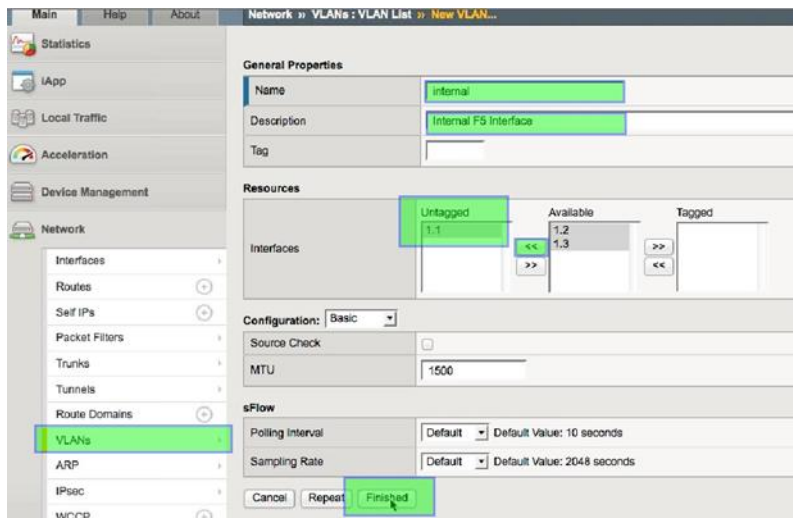 Main Help About
Network » VLANs : VLAN List » New VLAN...
Statistics
iApp
Local Traffic
Acceleration
Device Management
Network
Interfaces
Routes
Self IPs
Packet Filters
Trunks
Tunnels
Route Domains
VLANs
ARP
IPsec
WCCP
General Properties
Name internal
Description Internal F5 Interface
Tag
Resources
Untagged Available Tagged
Interfaces
1.1 1.2
1.3
<< >>
>> <<
Configuration: Basic
Source Check
MTU 1500
sFlow
Polling Interval Default Default Value: 10 seconds
Sampling Rate Default Default Value: 2048 seconds
Cancel Repeat Finished